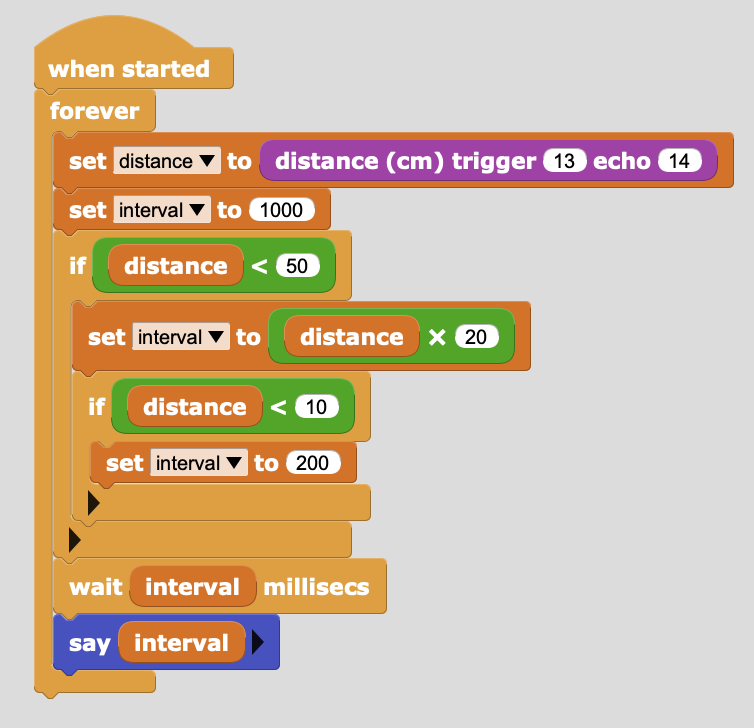 when started
forever
set distance to distance (cm) trigger 13 echo 14
set interval to 1000
if distance < 50
set interval to distance × 20
if distance < 10
set interval to 200
wait interval millisecs
say interval